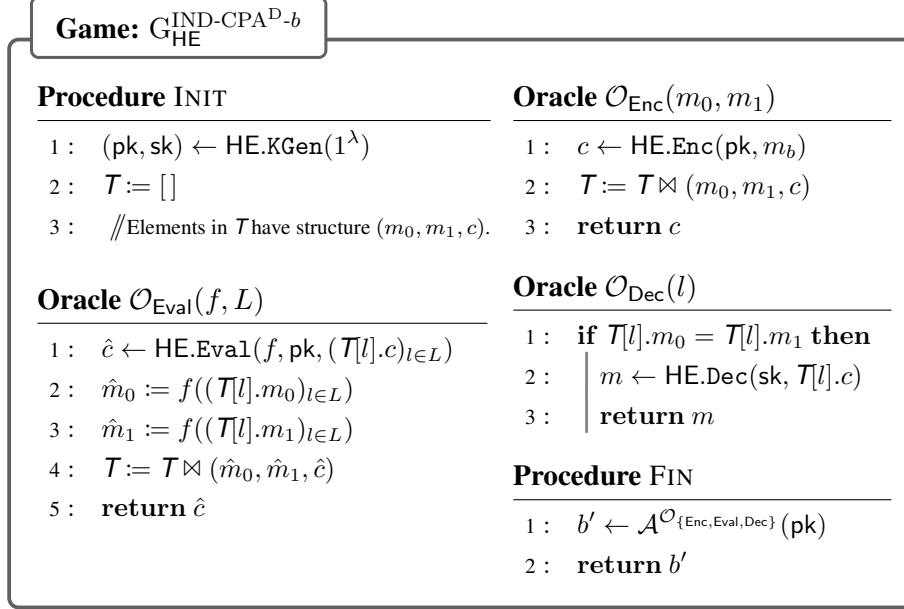 Game: G_HE^{IND-CPA^D-b}
Procedure INIT
1 : (pk, sk) ← HE.KGen(1^λ)
2 : T := [ ]
3 : //Elements in T have structure (m_0, m_1, c).
Oracle O_Eval(f, L)
1 : ĉ ← HE.Eval(f, pk, (T[l].c)_{l∈L})
2 : m̂_0 := f((T[l].m_0)_{l∈L})
3 : m̂_1 := f((T[l].m_1)_{l∈L})
4 : T := T ⋈ (m̂_0, m̂_1, ĉ)
5 : return ĉ
Oracle O_Enc(m_0, m_1)
1 : c ← HE.Enc(pk, m_b)
2 : T := T ⋈ (m_0, m_1, c)
3 : return c
Oracle O_Dec(l)
1 : if T[l].m_0 = T[l].m_1 then
2 : m ← HE.Dec(sk, T[l].c)
3 : return m
Procedure FIN
1 : b′ ← A^{O_{Enc,Eval,Dec}}(pk)
2 : return b′